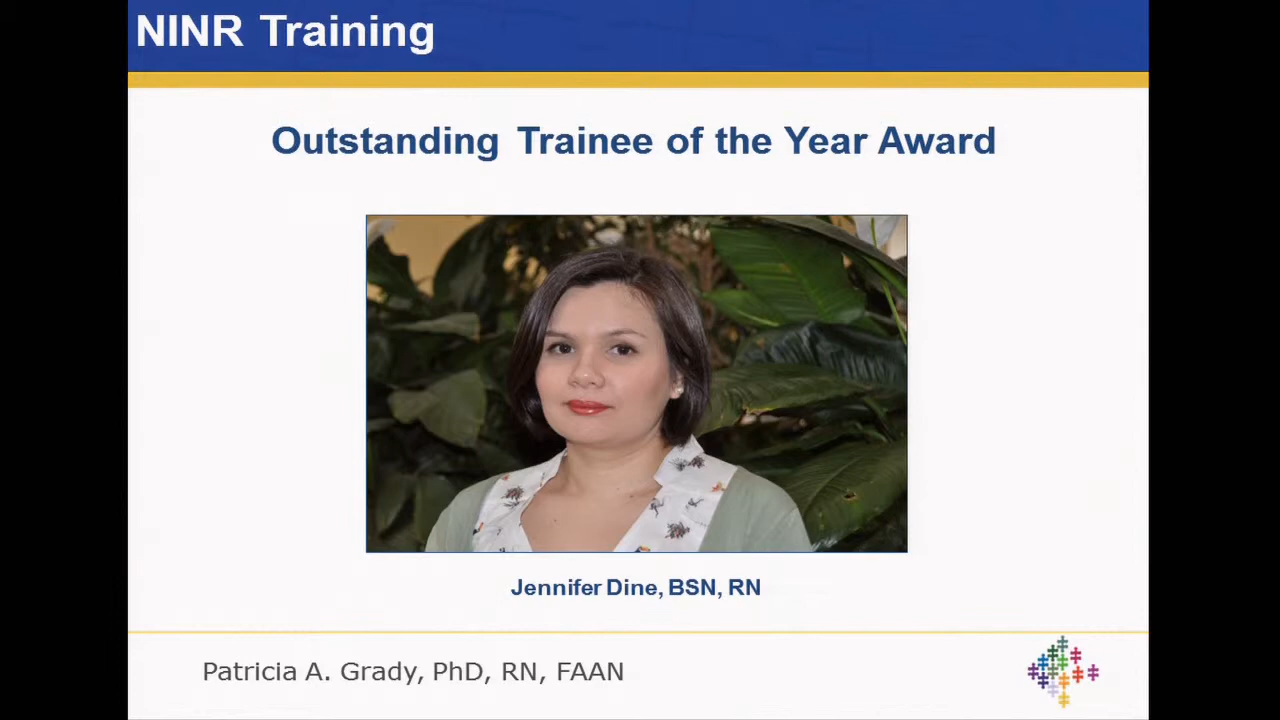 NINR Training
Outstanding Trainee of the Year Award
Jennifer Dine, BSN, RN
Patricia A. Grady, PhD, RN, FAAN